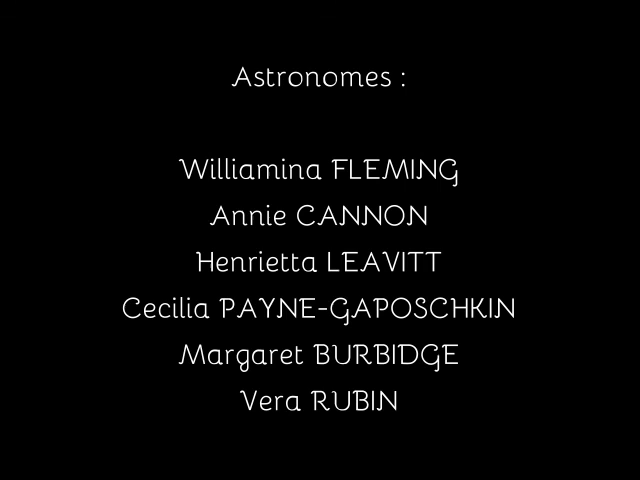 Astronomes :
Williamina FLEMING
Annie CANNON
Henrietta LEAVITT
Cecilia PAYNE-GAPOSCHKIN
Margaret BURBIDGE
Vera RUBIN